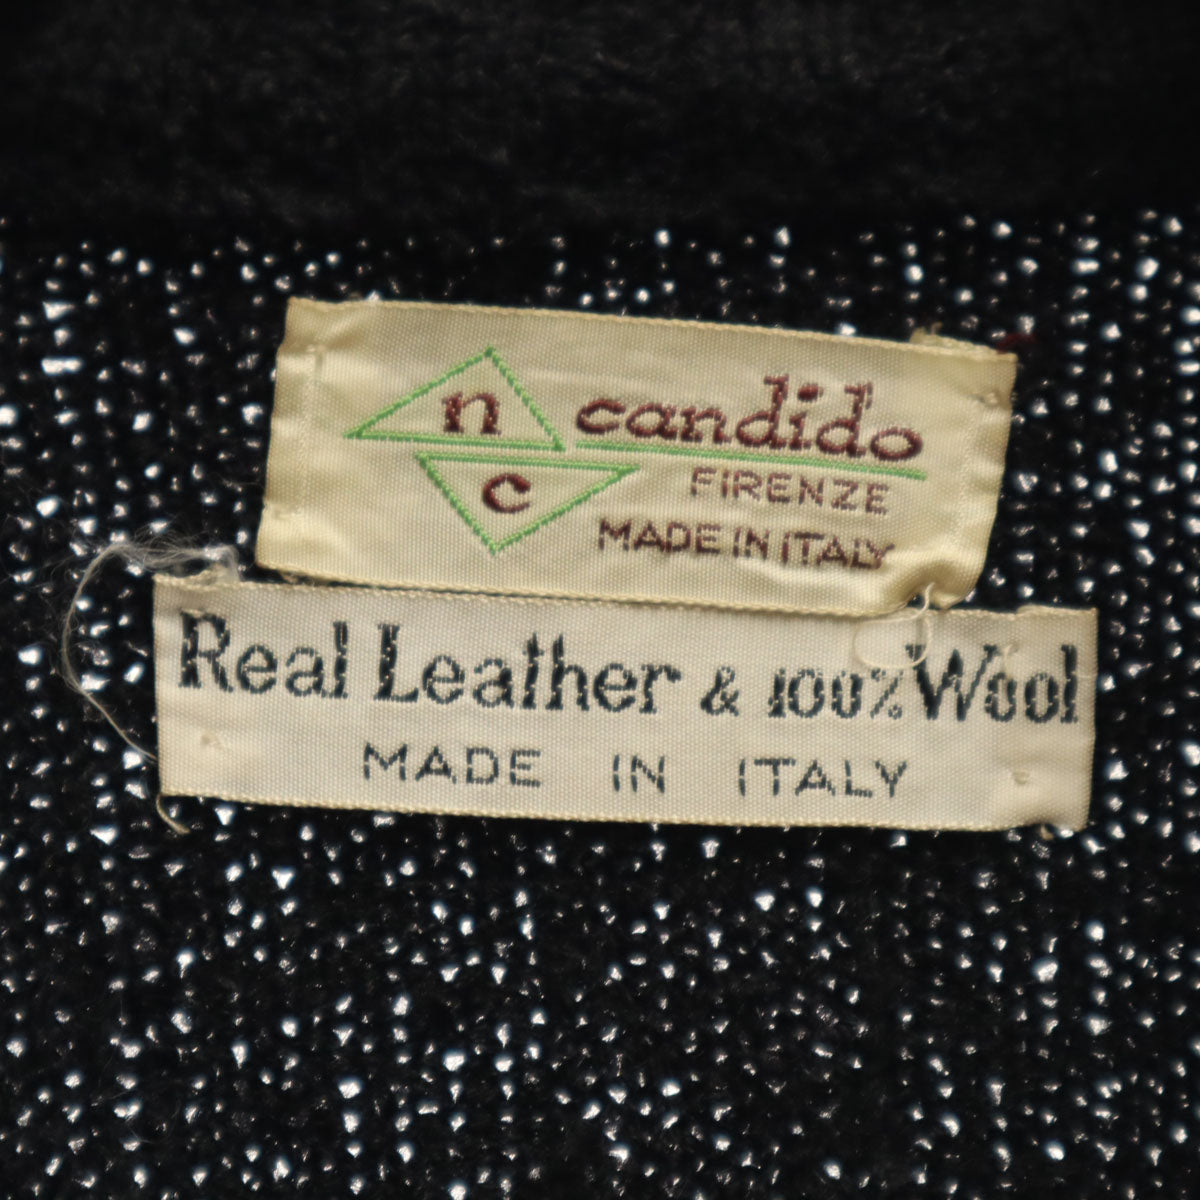 n candido
c FIRENZE
MADE IN ITALY
Real Leather & 100% Wool
MADE IN ITALY